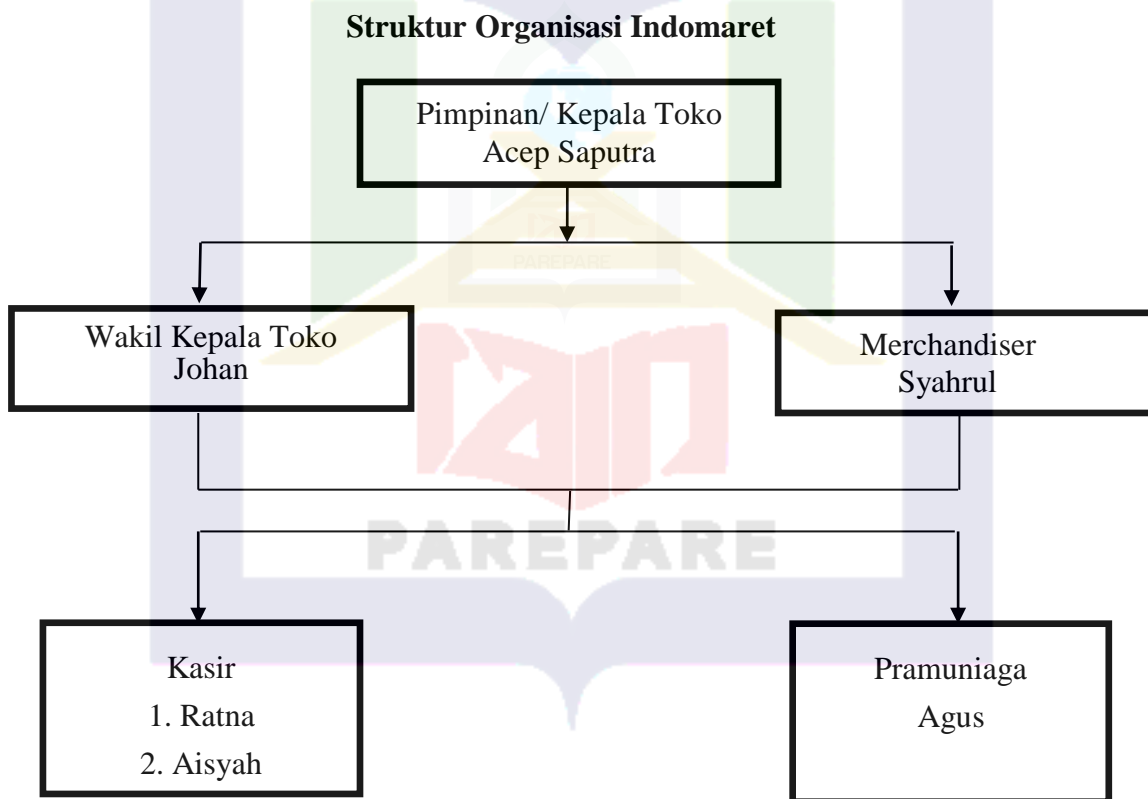 Struktur Organisasi Indomaret
Pimpinan/ Kepala Toko
Acep Saputra
PAREPARE
Wakil Kepala Toko
Johan
Merchandiser
Syahrul
PAREPARE
Kasir
1. Ratna
2. Aisyah
Pramuniaga
Agus